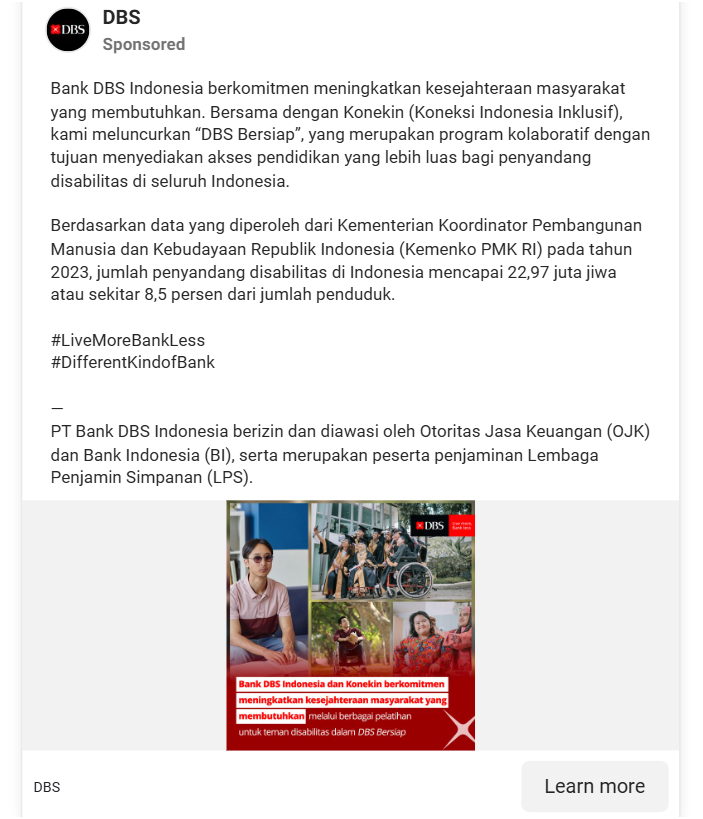 DBS
DBS
Sponsored
Bank DBS Indonesia berkomitmen meningkatkan kesejahteraan masyarakat
yang membutuhkan. Bersama dengan Konekin (Koneksi Indonesia Inklusif),
kami meluncurkan “DBS Bersiap”, yang merupakan program kolaboratif dengan
tujuan menyediakan akses pendidikan yang lebih luas bagi penyandang
disabilitas di seluruh Indonesia.
Berdasarkan data yang diperoleh dari Kementerian Koordinator Pembangunan
Manusia dan Kebudayaan Republik Indonesia (Kemenko PMK RI) pada tahun
2023, jumlah penyandang disabilitas di Indonesia mencapai 22,97 juta jiwa
atau sekitar 8,5 persen dari jumlah penduduk.
#LiveMoreBankLess
#DifferentKindofBank
—
PT Bank DBS Indonesia berizin dan diawasi oleh Otoritas Jasa Keuangan (OJK)
dan Bank Indonesia (BI), serta merupakan peserta penjaminan Lembaga
Penjamin Simpanan (LPS).
DBS
Live more,
Bank less
Bank DBS Indonesia dan Konekin berkomitmen
meningkatkan kesejahteraan masyarakat yang
membutuhkan melalui berbagai pelatihan
untuk teman disabilitas dalam DBS Bersiap
DBS
Learn more